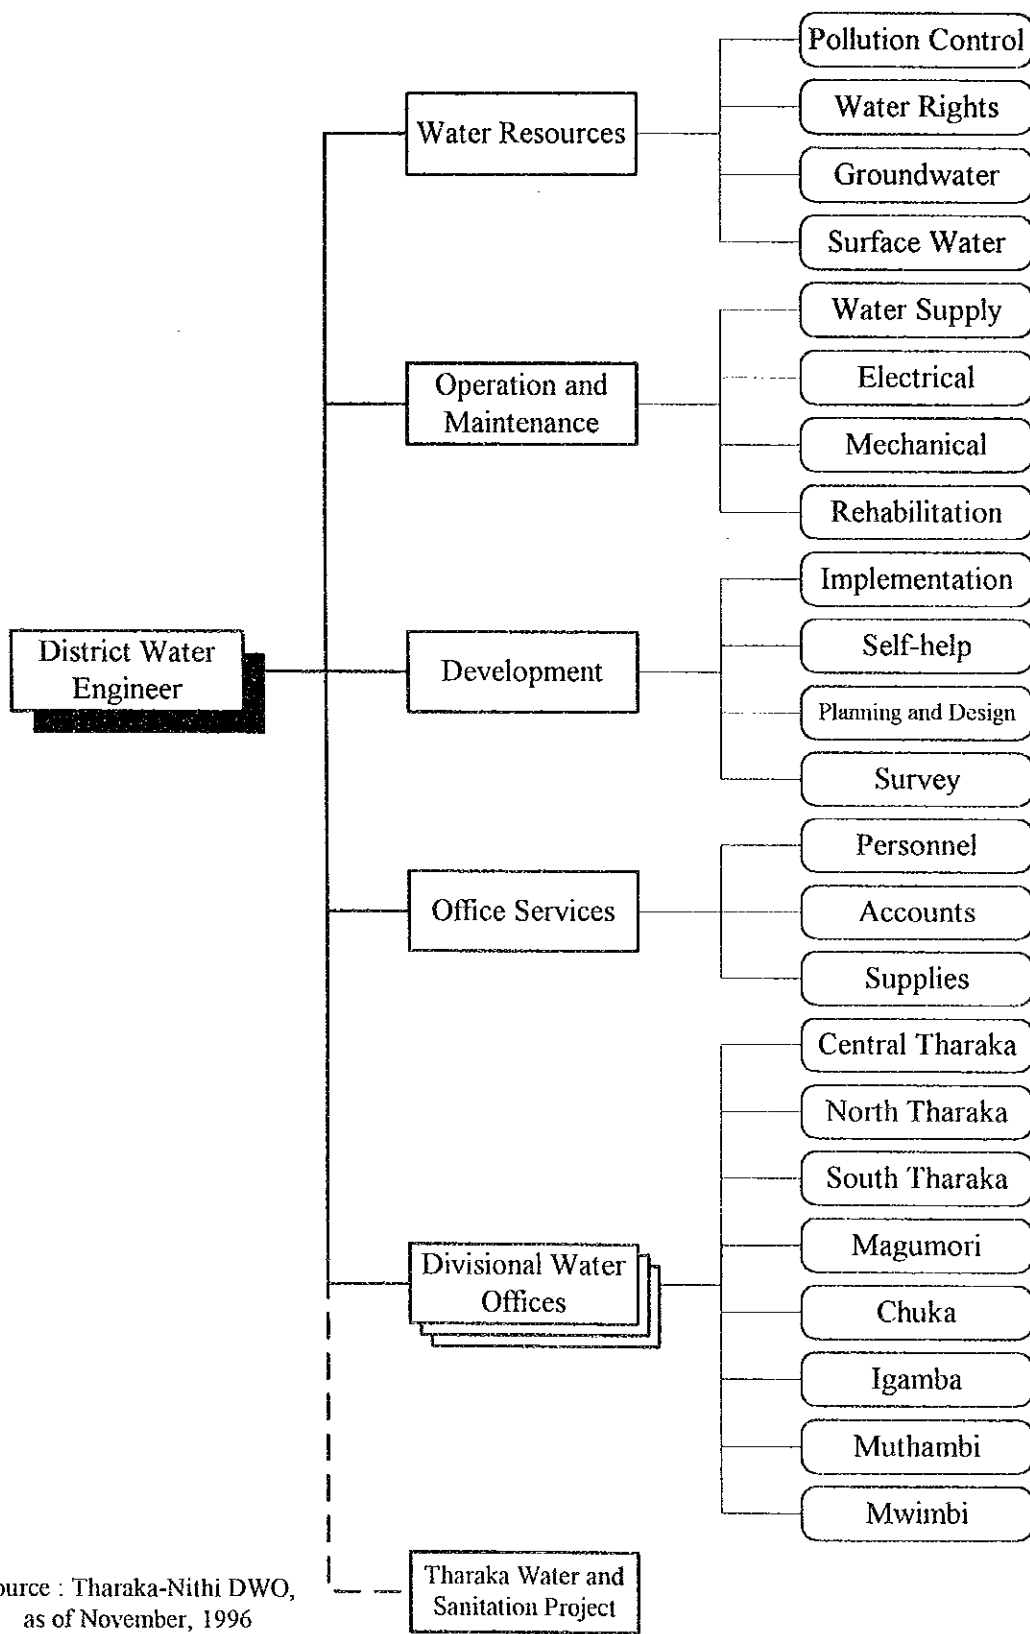 District Water
Engineer
Water Resources
Pollution Control
Water Rights
Groundwater
Surface Water
Operation and
Maintenance
Water Supply
Electrical
Mechanical
Rehabilitation
Development
Implementation
Self-help
Planning and Design
Survey
Office Services
Personnel
Accounts
Supplies
Divisional Water
Offices
Central Tharaka
North Tharaka
South Tharaka
Magumori
Chuka
Igamba
Muthambi
Mwimbi
Tharaka Water and
Sanitation Project
ource : Tharaka-Nithi DWO,
as of November, 1996